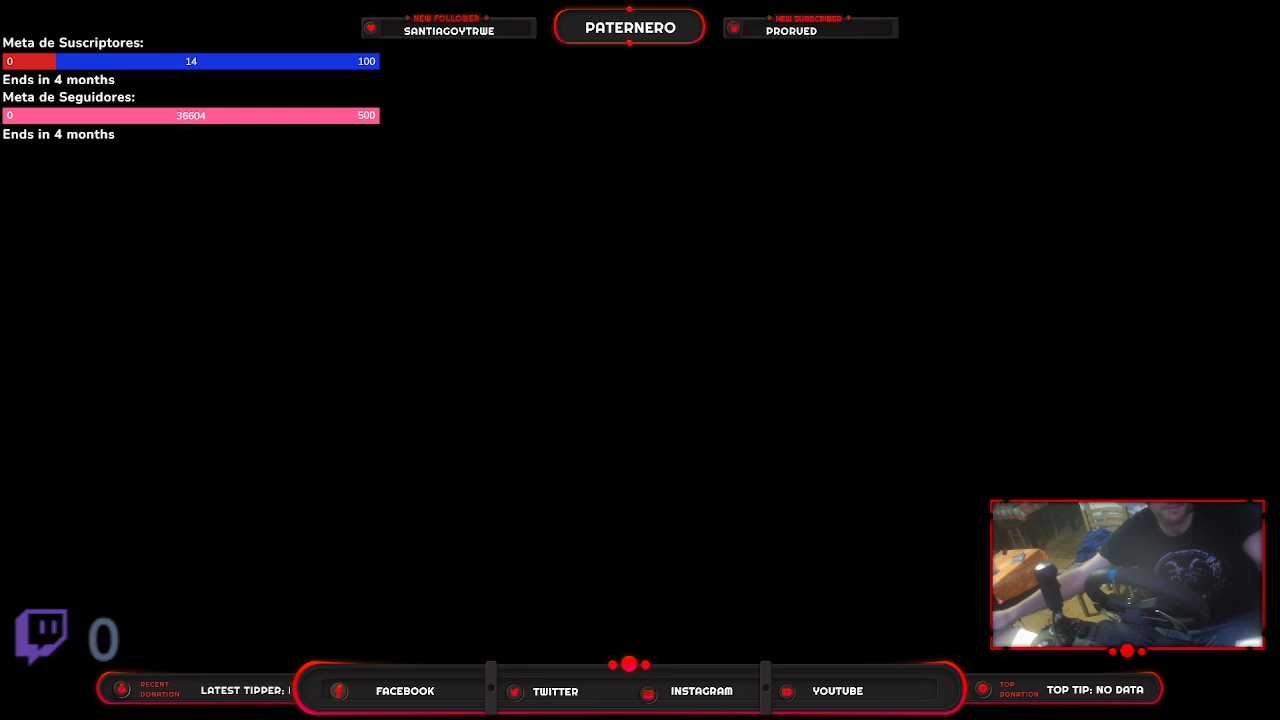 NEW FOLLOWER
SANTIAGOYTRWE
PATERNERO
NEW SUBSCRIBER
PRORUED
Meta de Suscriptores:
0 14 100
Ends in 4 months
Meta de Seguidores:
0 36604 500
Ends in 4 months
0
RECENT DONATION
LATEST TIPPER:
FACEBOOK
TWITTER
INSTAGRAM
YOUTUBE
TOP DONATION
TOP TIP: NO DATA